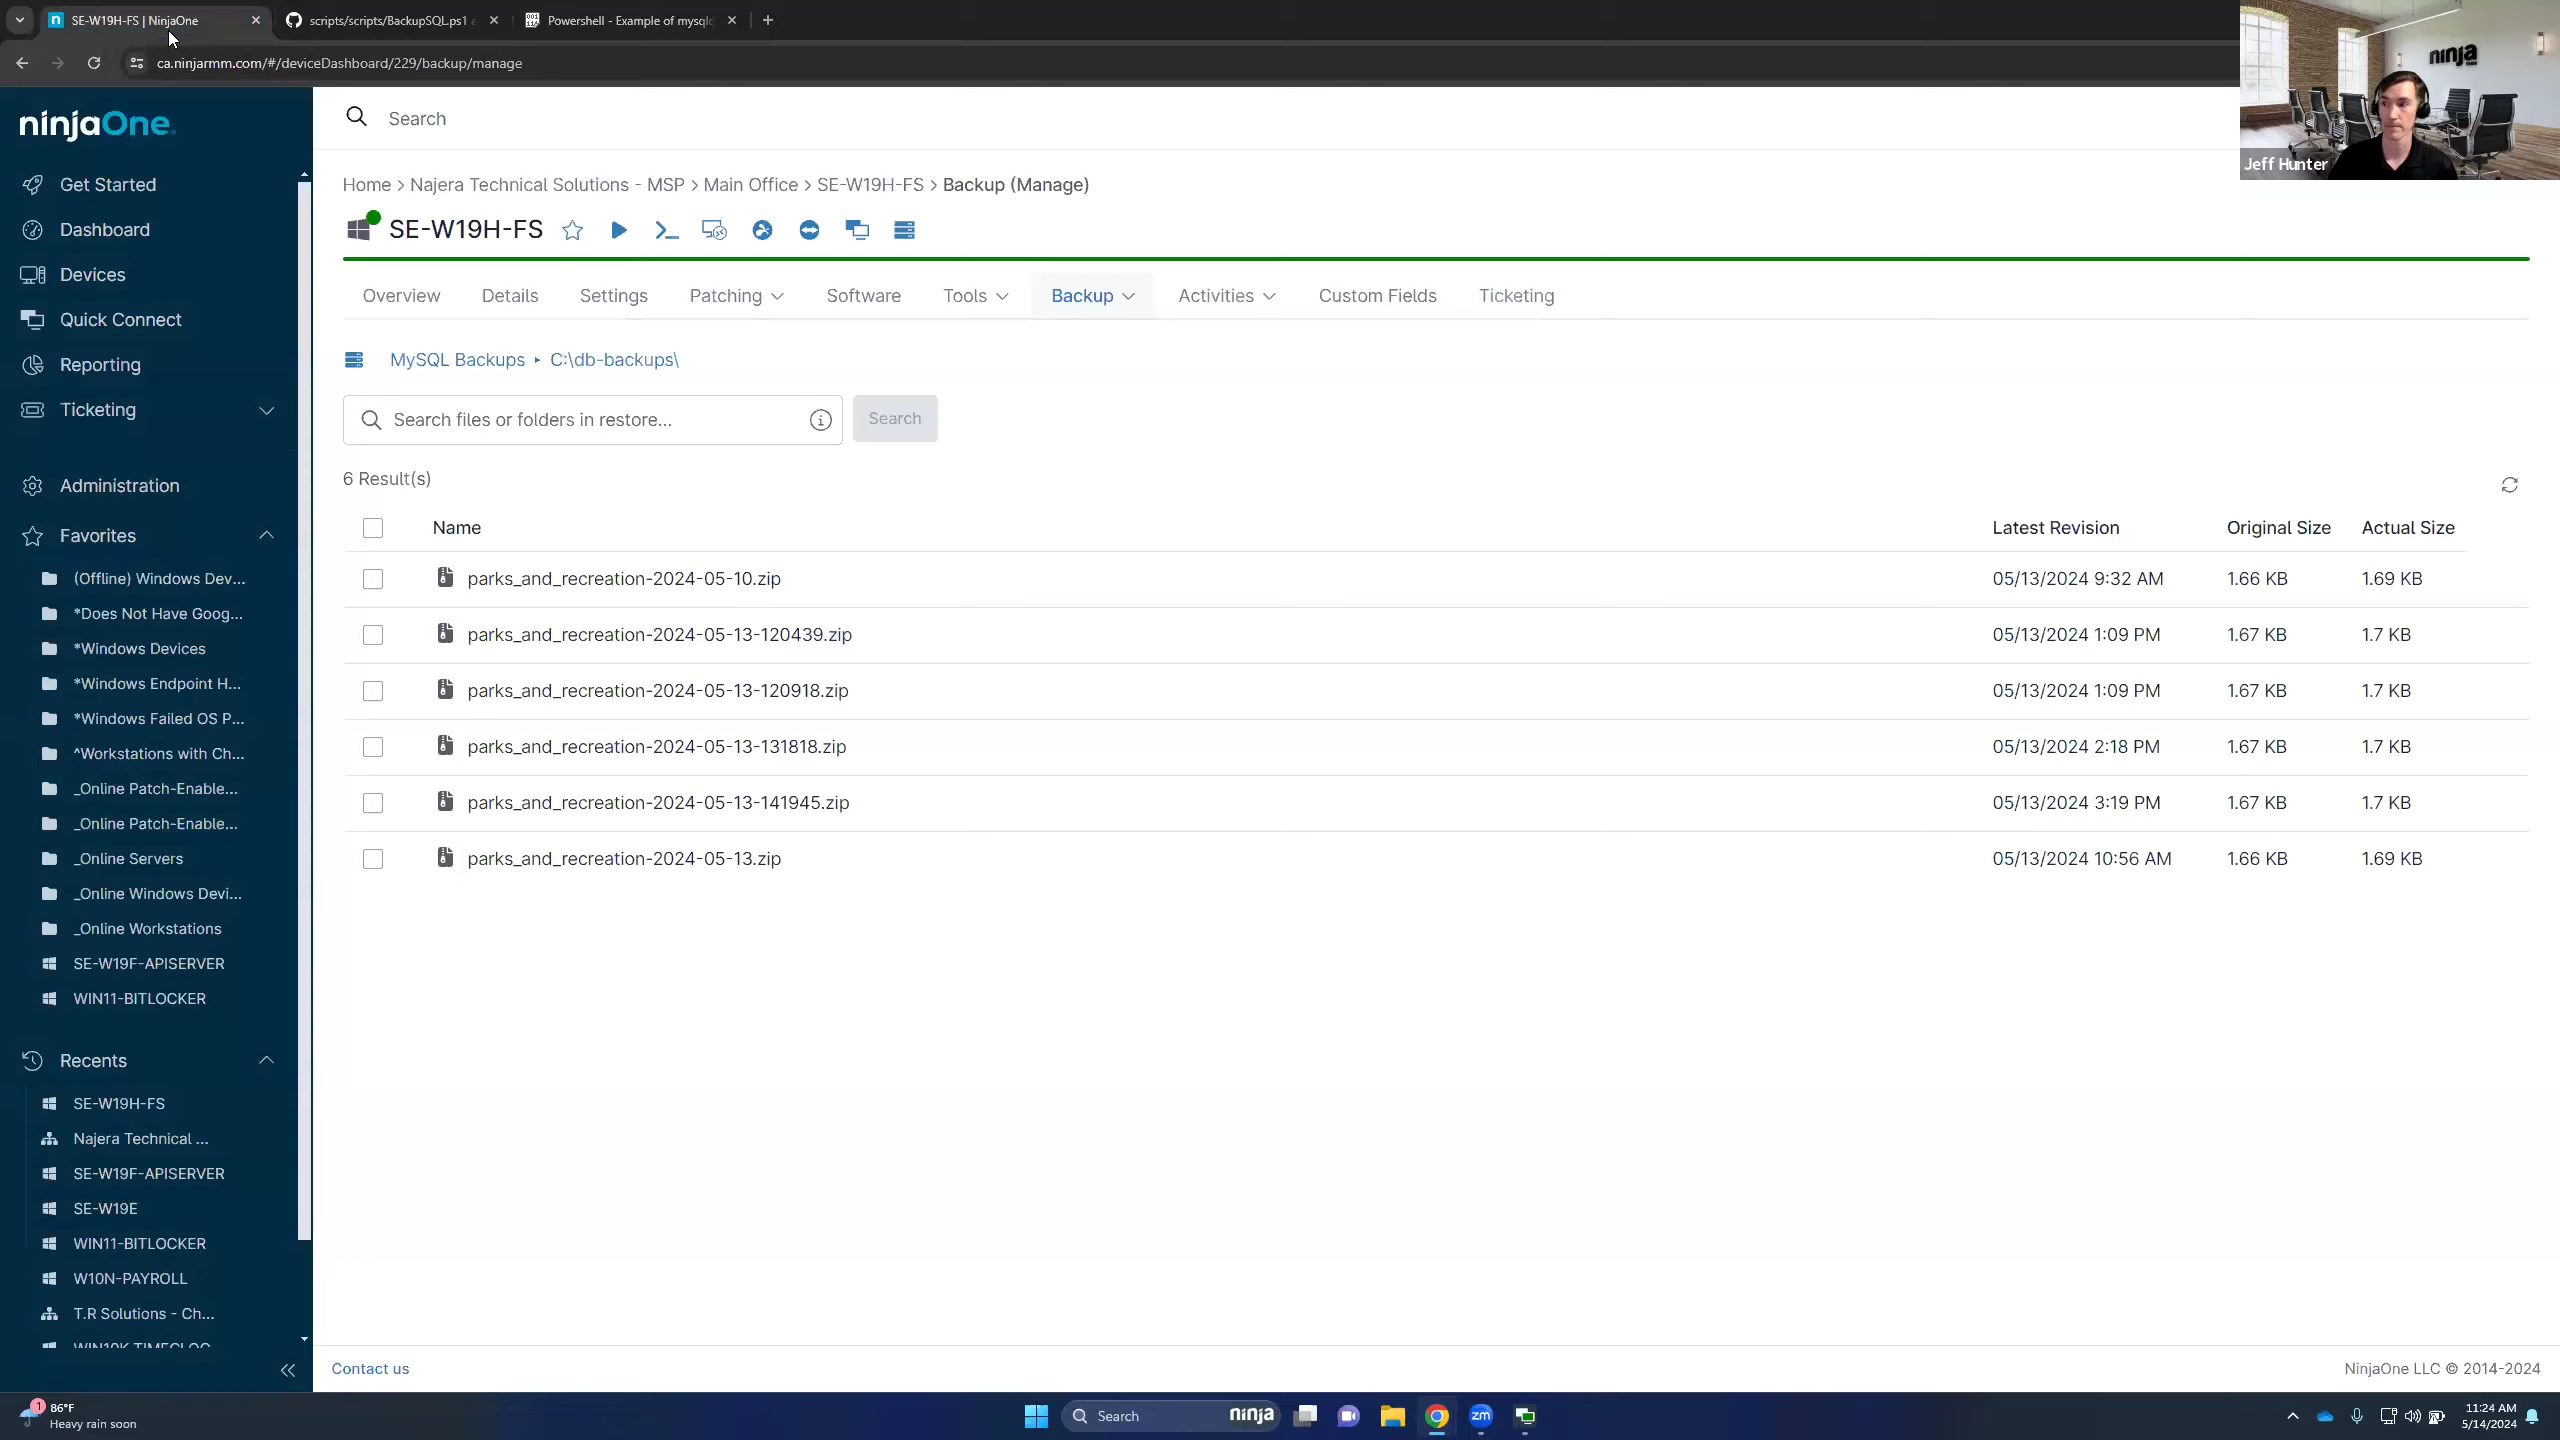 SE-W19H-FS | NinjaOne
scripts/scripts/BackupSQL.ps1
Powershell - Example of mysql
ca.ninjarmm.com/#/deviceDashboard/229/backup/manage
ninja
Jeff Hunter
ninjaOne
Get Started
Dashboard
Devices
Quick Connect
Reporting
Ticketing
Administration
Favorites
(Offline) Windows Dev...
*Does Not Have Goog...
*Windows Devices
*Windows Endpoint H...
*Windows Failed OS P...
^Workstations with Ch...
_Online Patch-Enable...
_Online Patch-Enable...
_Online Servers
_Online Windows Devi...
_Online Workstations
SE-W19F-APISERVER
WIN11-BITLOCKER
Recents
SE-W19H-FS
Najera Technical ...
SE-W19F-APISERVER
SE-W19E
WIN11-BITLOCKER
W10N-PAYROLL
T.R Solutions - Ch...
Search
Home > Najera Technical Solutions - MSP > Main Office > SE-W19H-FS > Backup (Manage)
SE-W19H-FS
Overview Details Settings Patching Software Tools Backup Activities Custom Fields Ticketing
MySQL Backups ▸ C:\db-backups\
Search files or folders in restore... Search
6 Result(s)
Name Latest Revision Original Size Actual Size
parks_and_recreation-2024-05-10.zip 05/13/2024 9:32 AM 1.66 KB 1.69 KB
parks_and_recreation-2024-05-13-120439.zip 05/13/2024 1:09 PM 1.67 KB 1.7 KB
parks_and_recreation-2024-05-13-120918.zip 05/13/2024 1:09 PM 1.67 KB 1.7 KB
parks_and_recreation-2024-05-13-131818.zip 05/13/2024 2:18 PM 1.67 KB 1.7 KB
parks_and_recreation-2024-05-13-141945.zip 05/13/2024 3:19 PM 1.67 KB 1.7 KB
parks_and_recreation-2024-05-13.zip 05/13/2024 10:56 AM 1.66 KB 1.69 KB
Contact us
NinjaOne LLC © 2014-2024
1
86°F
Heavy rain soon
Search ninja
zm
11:24 AM
5/14/2024